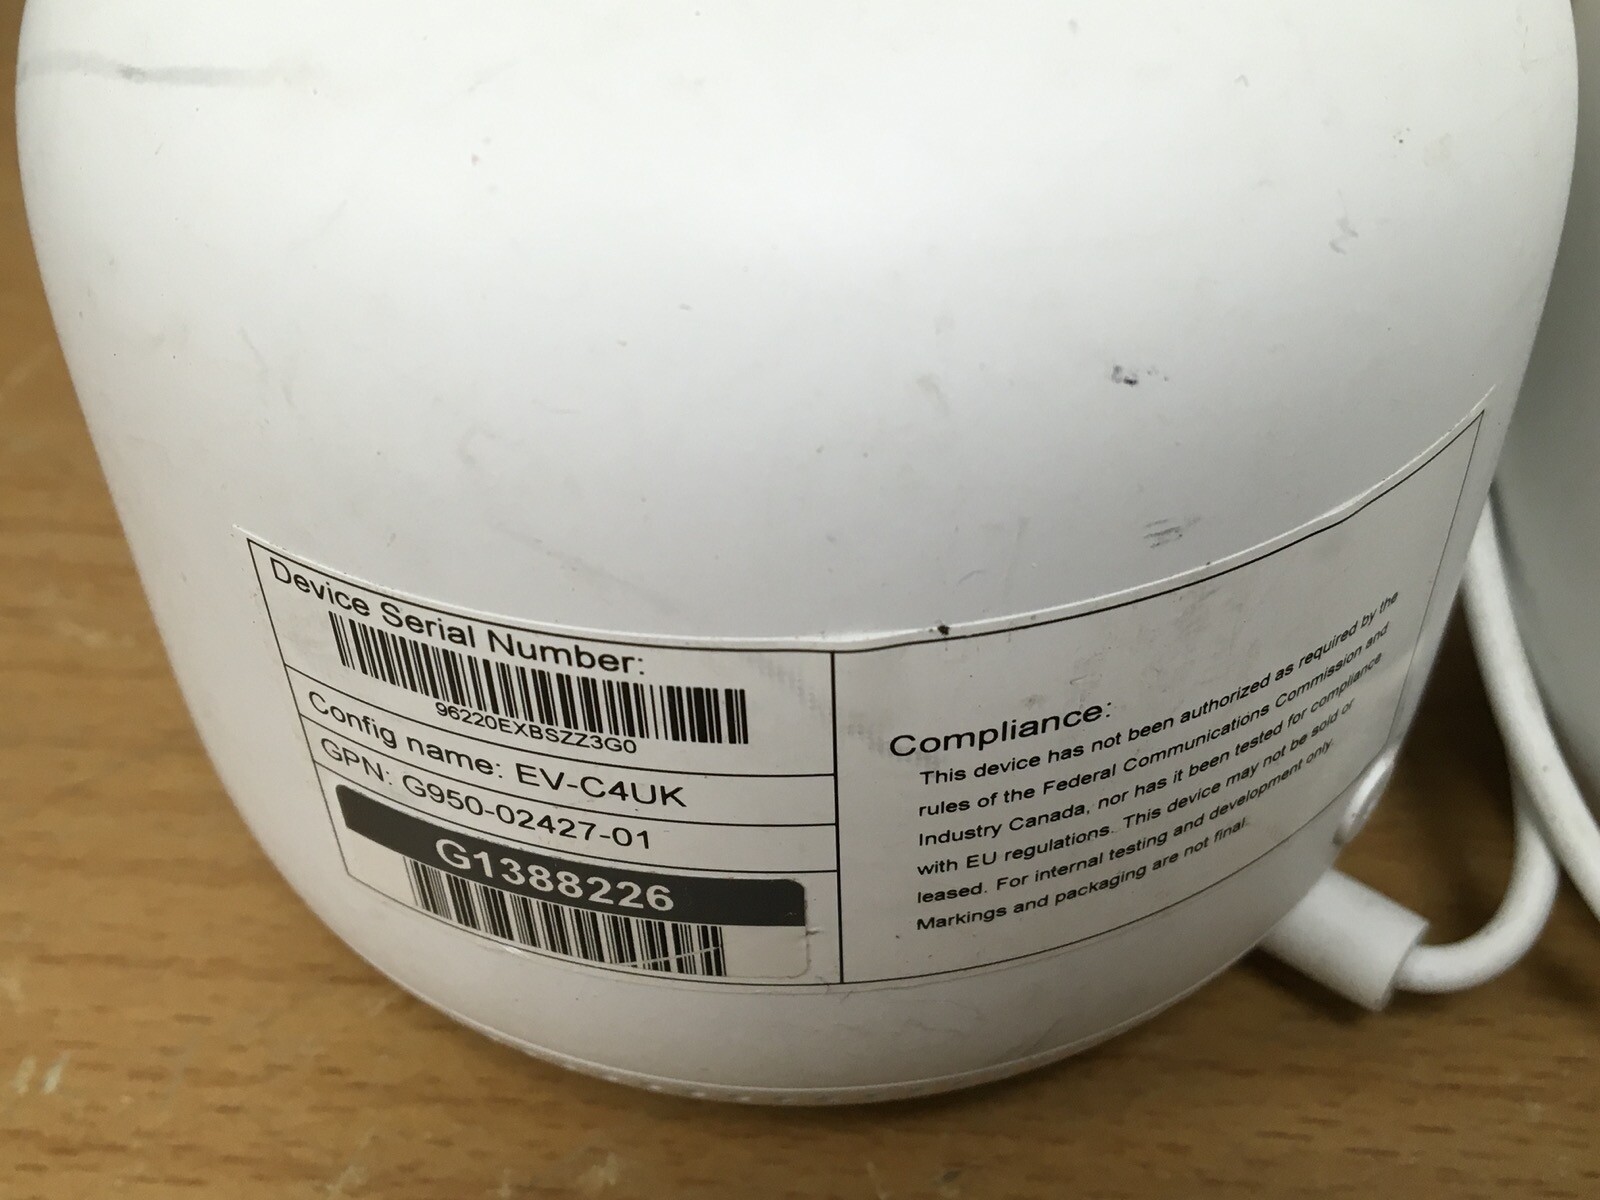 Device Serial Number:
96220EXBSZZ3G0
Config name: EV-C4UK
GPN: G950-02427-01
G1388226
Compliance:
This device has not been authorized as required by the
rules of the Federal Communications Commission and
Industry Canada, nor has it been tested for compliance
with EU regulations. This device may not be sold or
leased. For internal testing and development only.
Markings and packaging are not final.